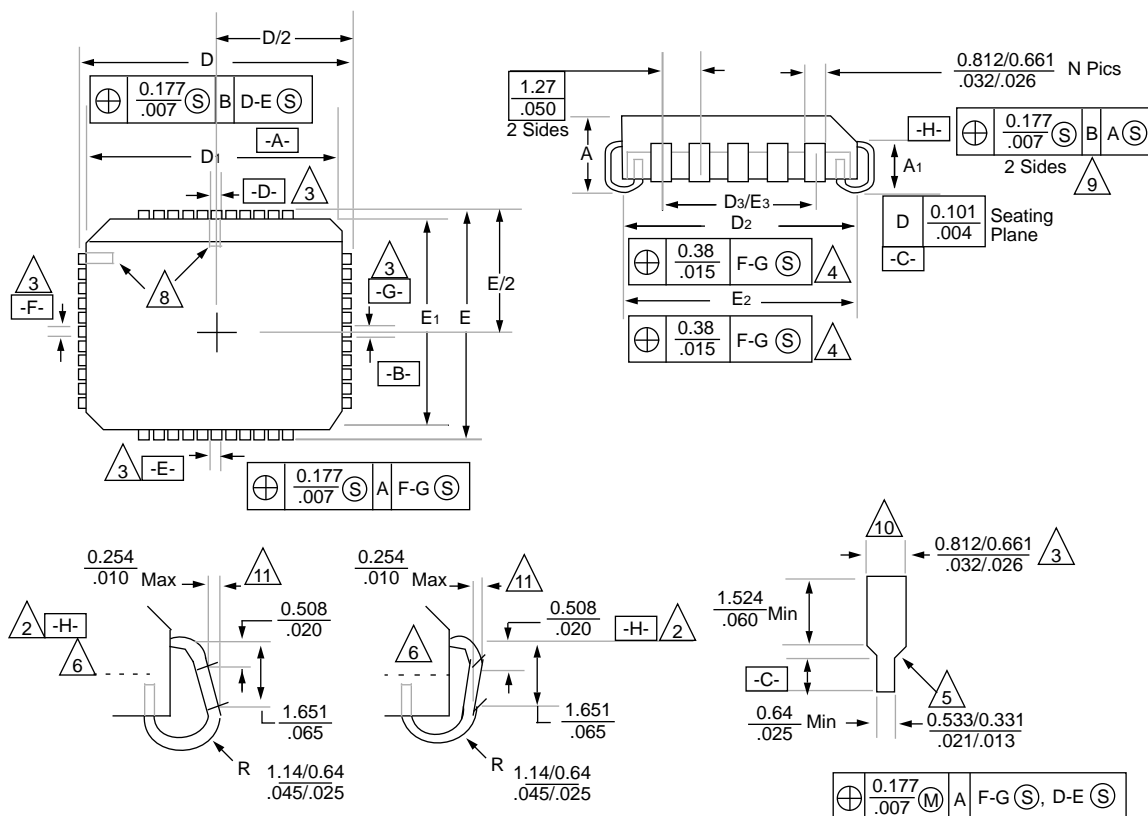 D/2
D
0.177
.007 Ⓢ B D-E Ⓢ
-A-
D1
-D- 3
3
-F-
8
3
-G-
E/2
E1 E
-B-
3 -E-
0.177
.007 Ⓢ A F-G Ⓢ
1.27
.050
2 Sides
0.812/0.661
.032/.026 N Pics
-H-
0.177
.007 Ⓢ B A Ⓢ
2 Sides
9
A
A1
D 0.101
.004
Seating
Plane
-C-
D3/E3
D2
0.38
.015 F-G Ⓢ 4
E2
0.38
.015 F-G Ⓢ 4
0.254
.010 Max 11
2 -H-
6
0.508
.020
1.651
.065
R 1.14/0.64
.045/.025
0.254
.010 Max 11
6
0.508
.020
-H- 2
1.651
.065
R 1.14/0.64
.045/.025
10
0.812/0.661
.032/.026 3
1.524
.060 Min
-C-
5
0.64
.025 Min
0.533/0.331
.021/.013
0.177
.007 Ⓜ A F-G Ⓢ, D-E Ⓢ